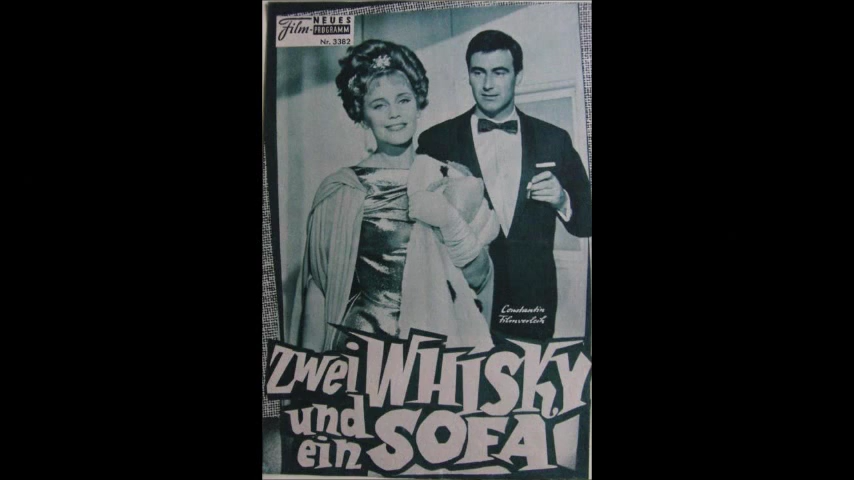 Film-
NEUES
PROGRAMM
Nr. 3382
Constantin
Filmverleih
Zwei WHISKY
und
ein SOFA